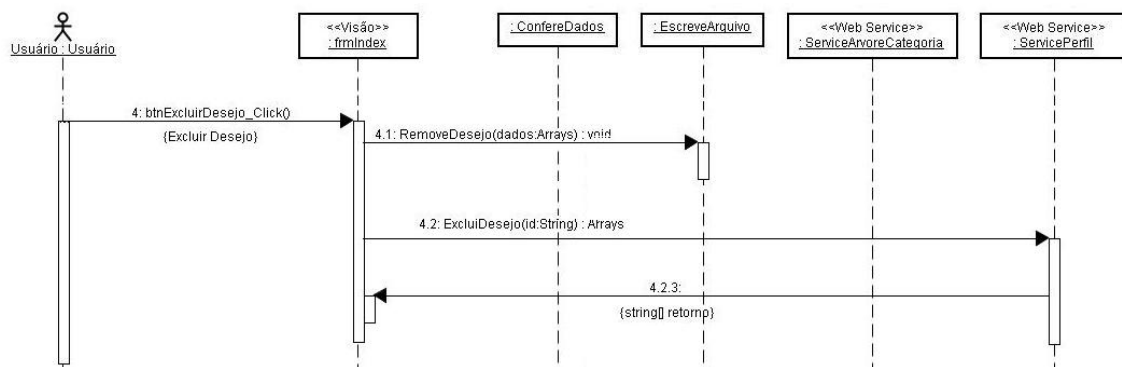 Usuário : Usuário
<<Visão>>
: frmIndex
: ConfereDados
: EscreveArquivo
<<Web Service>>
: ServiceArvoreCategoria
<<Web Service>>
: ServicePerfil
4: btnExcluirDesejo_Click()
{Excluir Desejo}
4.1: RemoveDesejo(dados:Arrays) : void
4.2: ExcluiDesejo(id:String) : Arrays
4.2.3:
{string[] retorno}